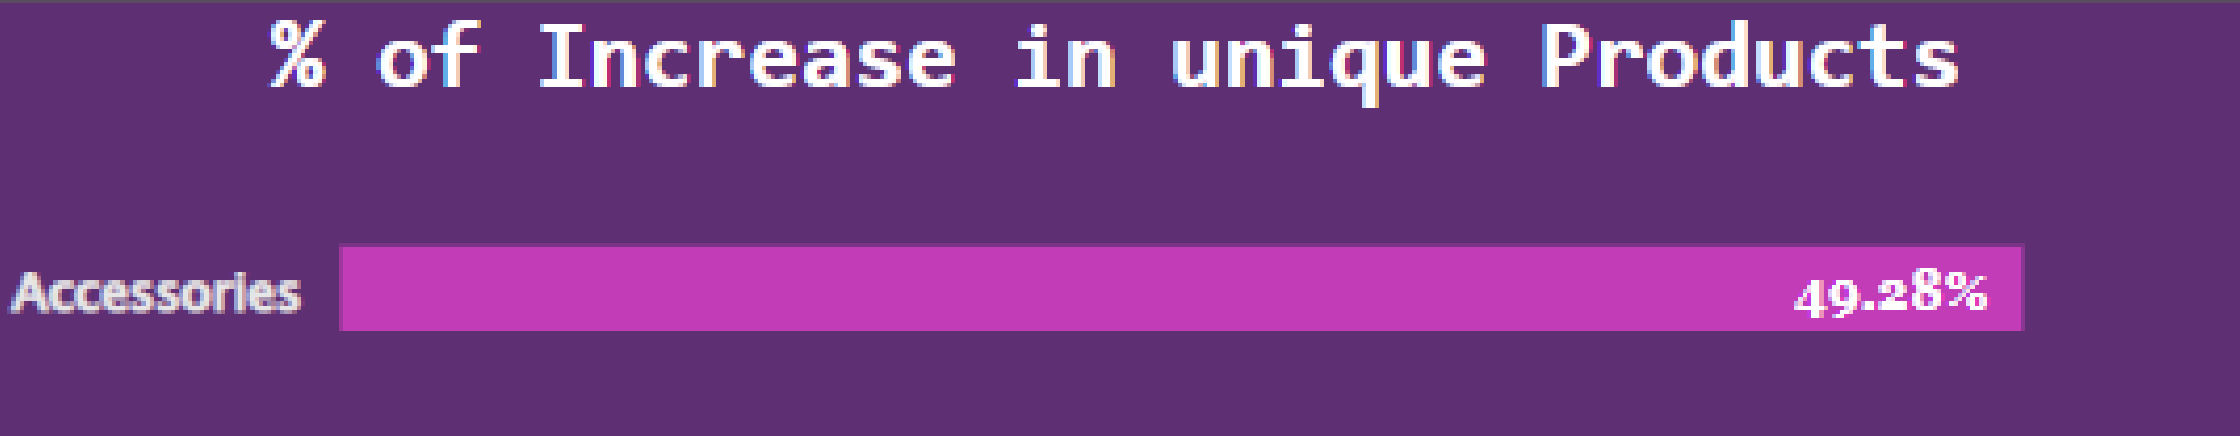 % of Increase in unique Products
Accessories 49.28%